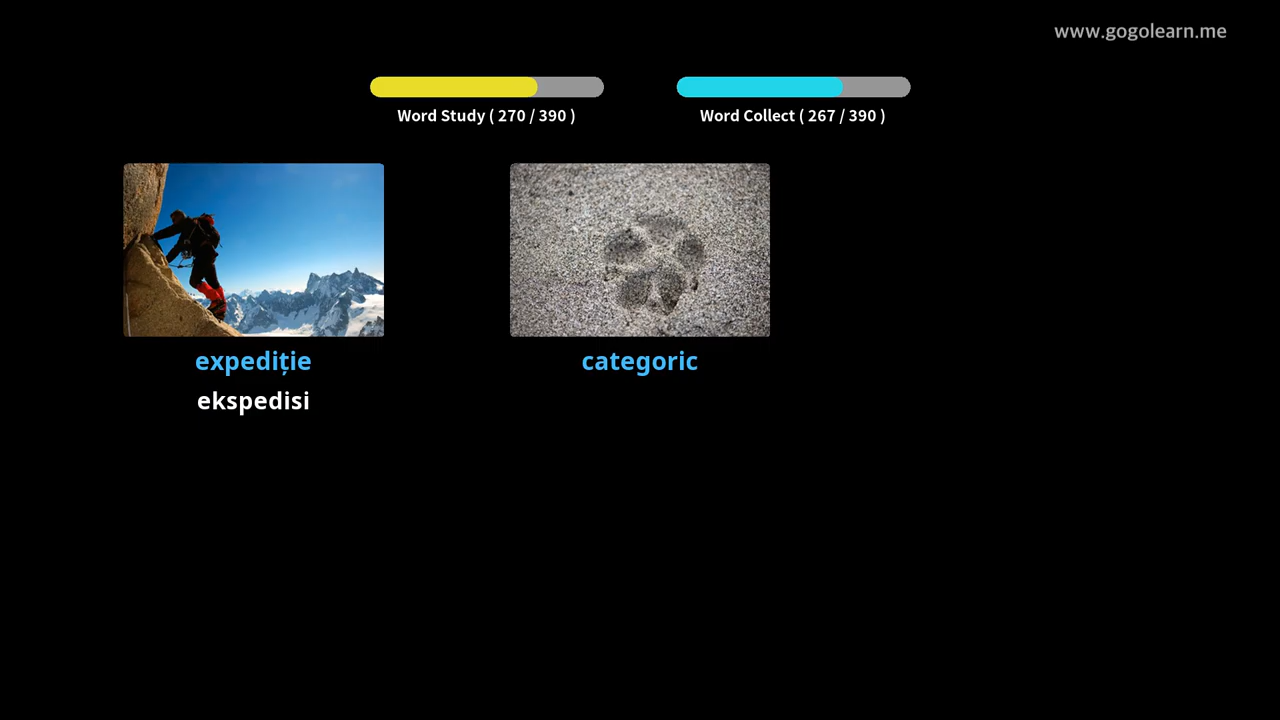 www.gogolearn.me
Word Study ( 270 / 390 )
Word Collect ( 267 / 390 )
expediție
categoric
ekspedisi